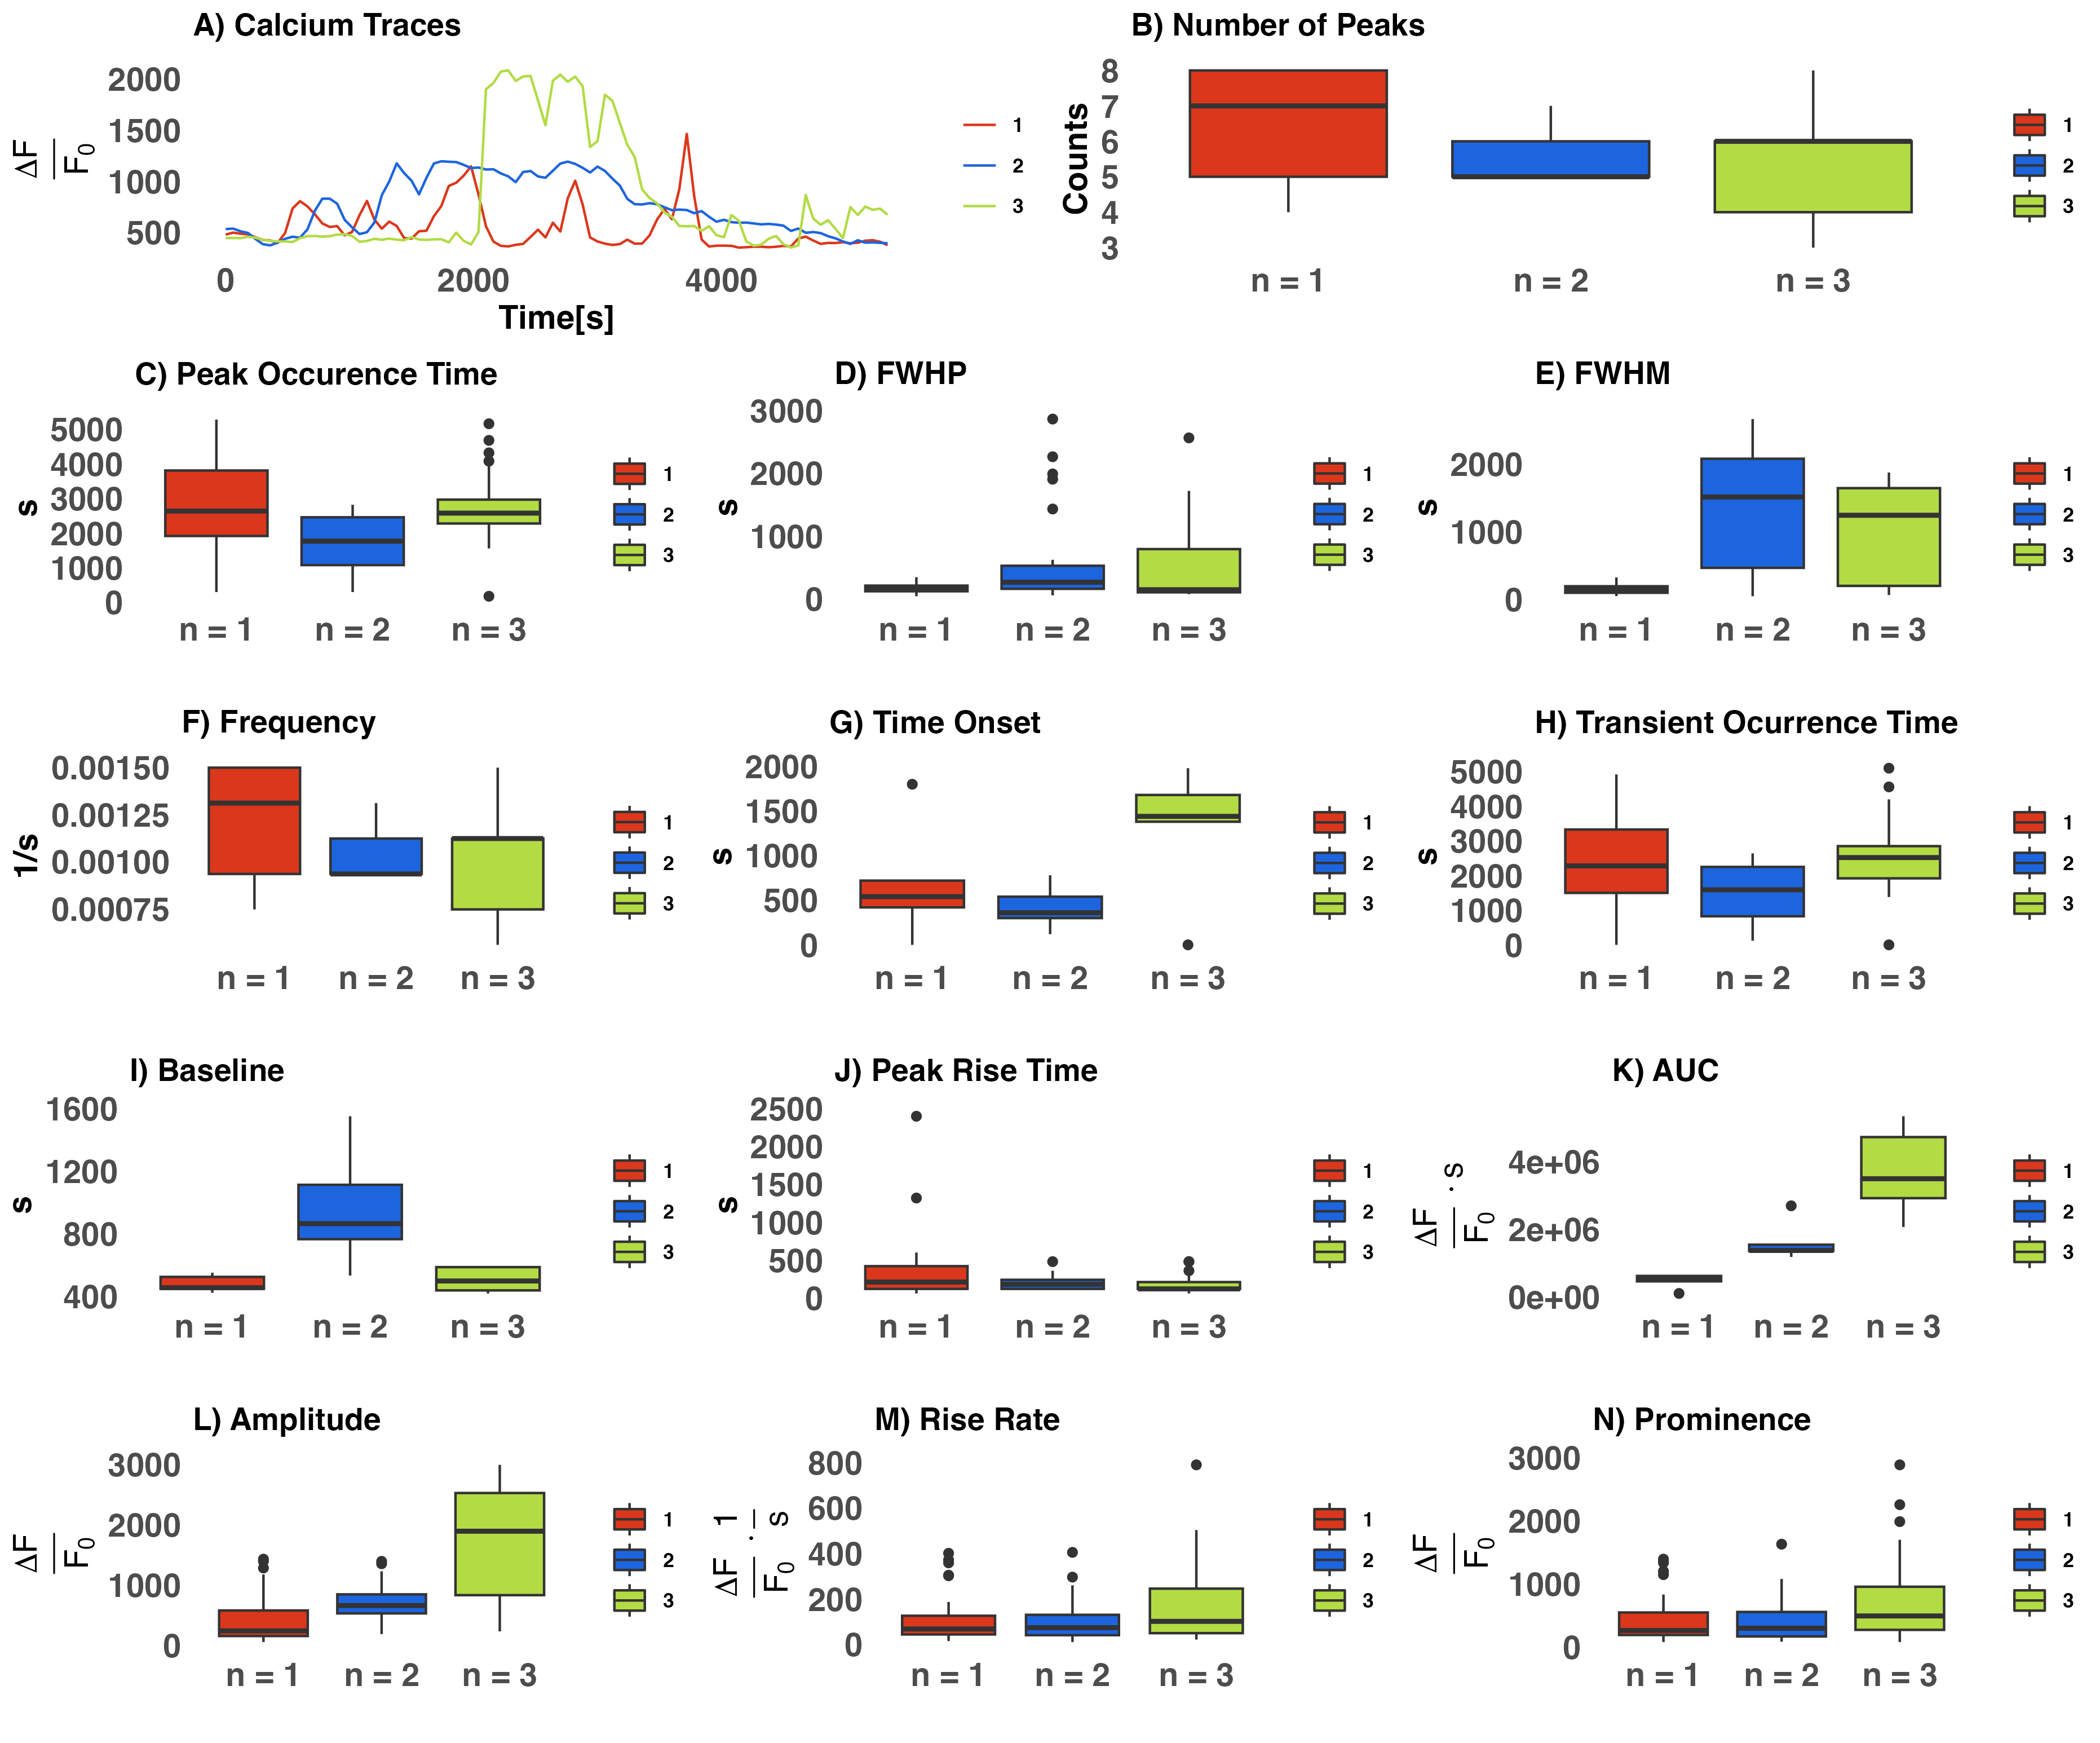 A) Calcium Traces
ΔF
F0
2000
1500
1000
500
0 2000 4000
Time[s]
1
2
3
B) Number of Peaks
Counts
8
7
6
5
4
3
n = 1 n = 2 n = 3
1
2
3
C) Peak Occurence Time
s
5000
4000
3000
2000
1000
0
n = 1 n = 2 n = 3
1
2
3
D) FWHP
s
3000
2000
1000
0
n = 1 n = 2 n = 3
1
2
3
E) FWHM
s
2000
1000
0
n = 1 n = 2 n = 3
1
2
3
F) Frequency
1/s
0.00150
0.00125
0.00100
0.00075
n = 1 n = 2 n = 3
1
2
3
G) Time Onset
s
2000
1500
1000
500
0
n = 1 n = 2 n = 3
1
2
3
H) Transient Ocurrence Time
s
5000
4000
3000
2000
1000
0
n = 1 n = 2 n = 3
1
2
3
I) Baseline
s
1600
1200
800
400
n = 1 n = 2 n = 3
1
2
3
J) Peak Rise Time
s
2500
2000
1500
1000
500
0
n = 1 n = 2 n = 3
1
2
3
K) AUC
ΔF
F0
· s
4e+06
2e+06
0e+00
n = 1 n = 2 n = 3
1
2
3
L) Amplitude
ΔF
F0
3000
2000
1000
0
n = 1 n = 2 n = 3
1
2
3
M) Rise Rate
ΔF · 1
F0 s
800
600
400
200
0
n = 1 n = 2 n = 3
1
2
3
N) Prominence
ΔF
F0
3000
2000
1000
0
n = 1 n = 2 n = 3
1
2
3